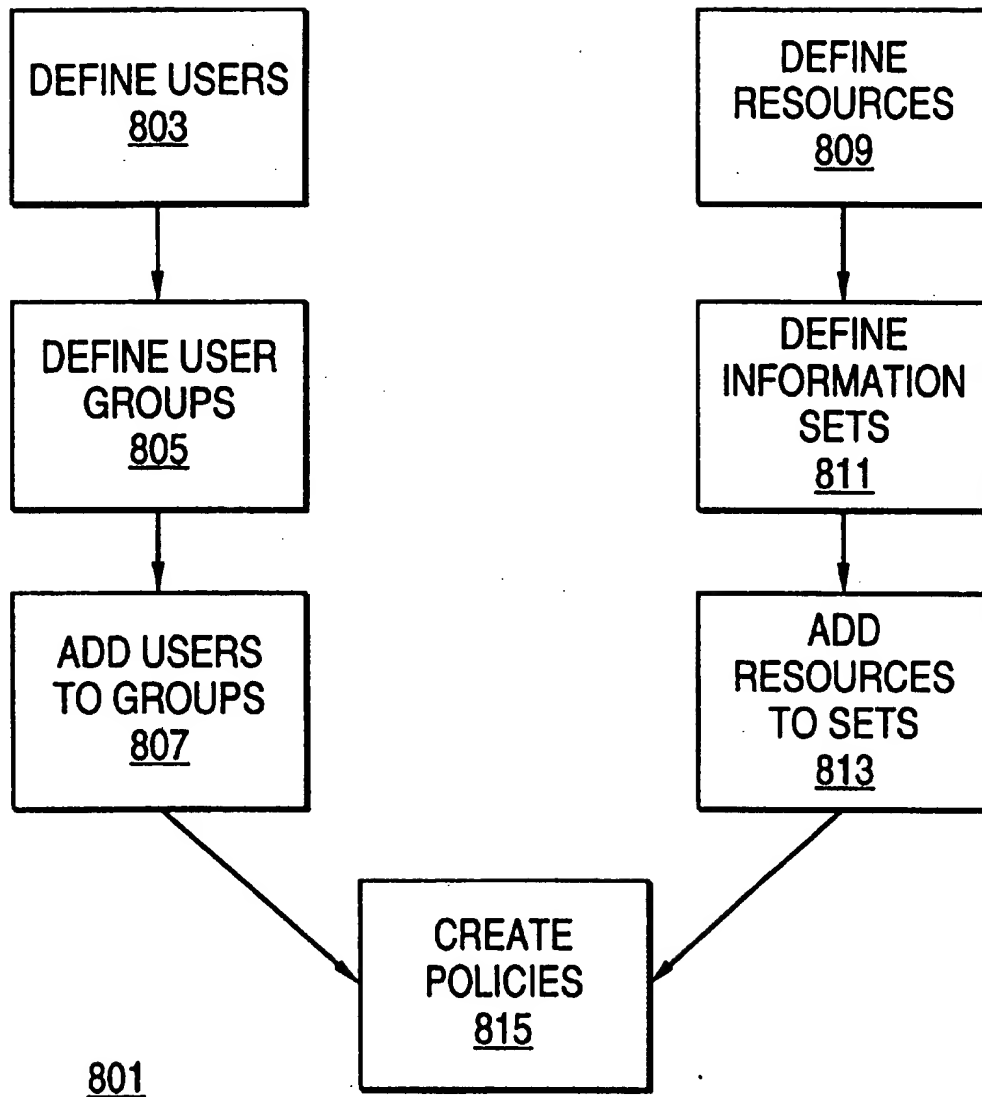 DEFINE USERS
803
DEFINE USER
GROUPS
805
ADD USERS
TO GROUPS
807
DEFINE
RESOURCES
809
DEFINE
INFORMATION
SETS
811
ADD
RESOURCES
TO SETS
813
CREATE
POLICIES
815
801